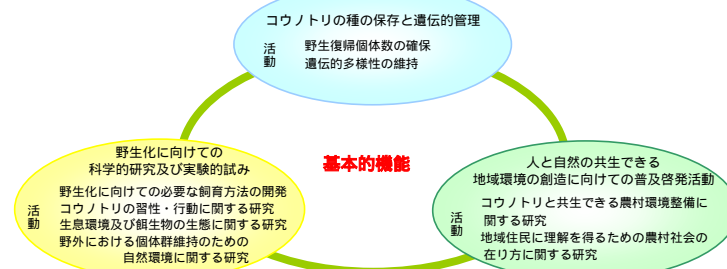 コウノトリの種の保存と遺伝的管理
活動
野生復帰個体数の確保
遺伝的多様性の維持
基本的機能
野生化に向けての
科学的研究及び実験的試み
活動
野生化に向けての必要な飼育方法の開発
コウノトリの習性・行動に関する研究
生息環境及び餌生物の生態に関する研究
野外における個体群維持のための
自然環境に関する研究
人と自然の共生できる
地域環境の創造に向けての普及啓発活動
活動
コウノトリと共生できる農村環境整備に
関する研究
地域住民に理解を得るための農村社会の
在り方に関する研究